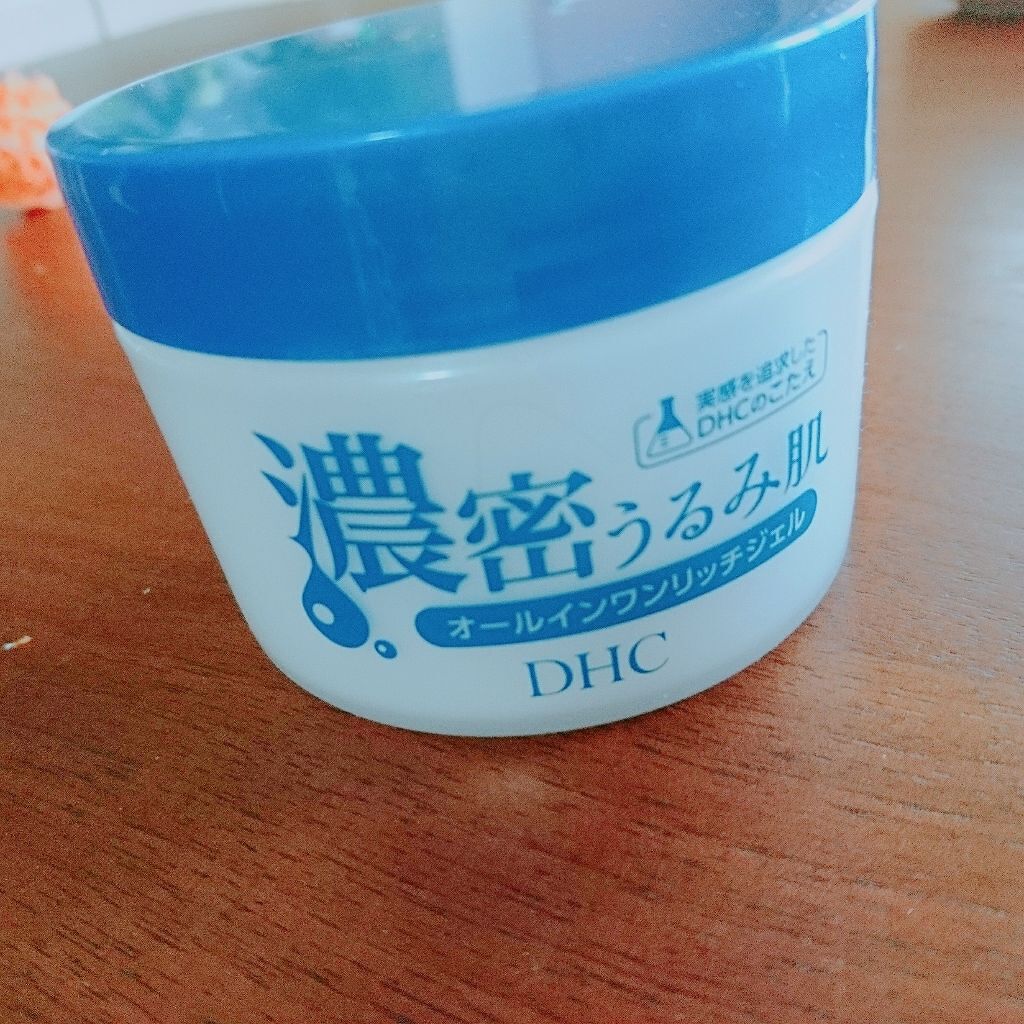 実感を追求した
DHCのこたえ
濃密うるみ肌
オールインワンリッチジェル
DHC